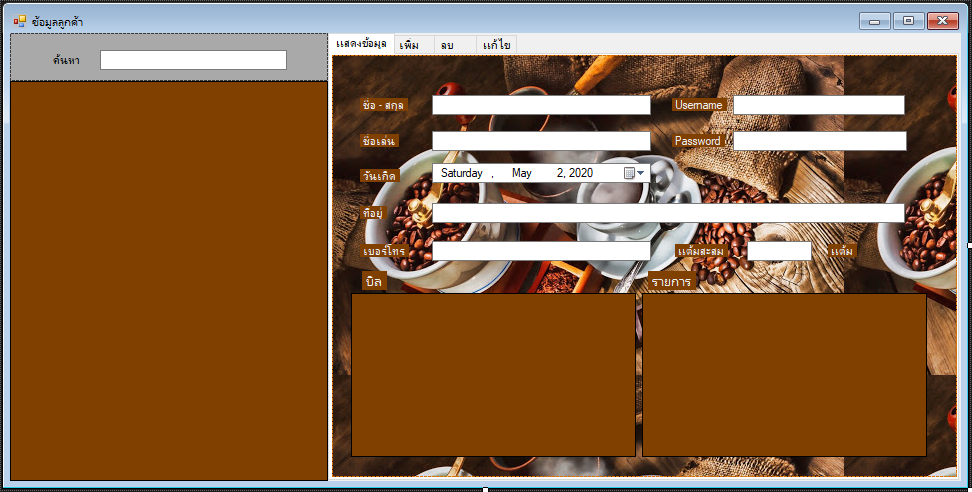 ข้อมูลลูกค้า
ค้นหา
แสดงข้อมูล เพิ่ม ลบ แก้ไข
ชื่อ - สกุล Username
ชื่อเล่น Password
วันเกิด Saturday , May 2, 2020
ที่อยู่
เบอร์โทร แต้มสะสม แต้ม
บิล รายการ